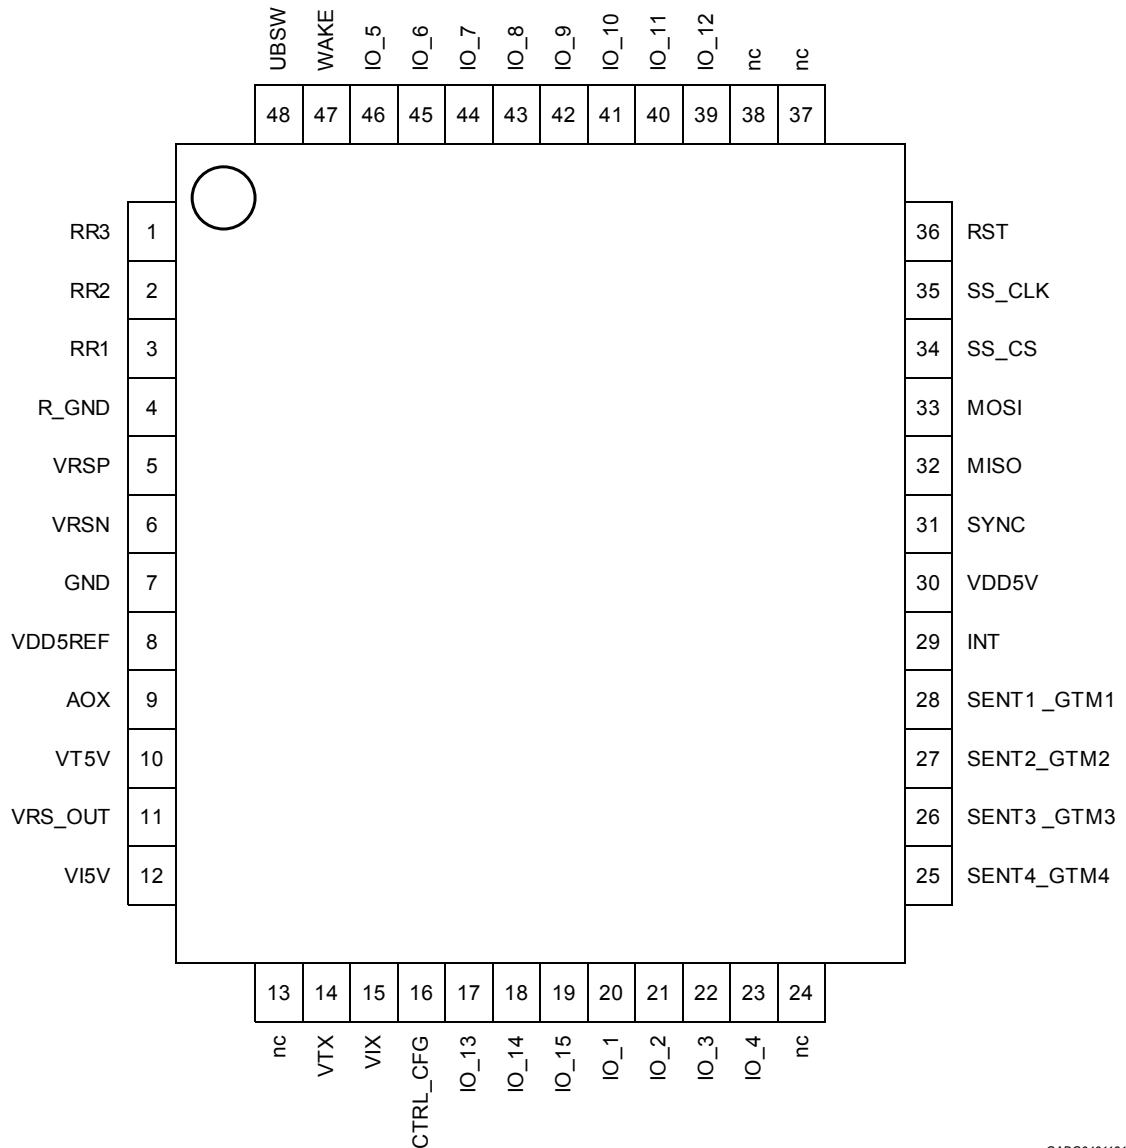 UBSW
WAKE
IO_5
IO_6
IO_7
IO_8
IO_9
IO_10
IO_11
IO_12
nc
nc
48 47 46 45 44 43 42 41 40 39 38 37
RR3 1 36 RST
RR2 2 35 SS_CLK
RR1 3 34 SS_CS
R_GND 4 33 MOSI
VRSP 5 32 MISO
VRSN 6 31 SYNC
GND 7 30 VDD5V
VDD5REF 8 29 INT
AOX 9 28 SENT1_GTM1
VT5V 10 27 SENT2_GTM2
VRS_OUT 11 26 SENT3_GTM3
VI5V 12 25 SENT4_GTM4
13 14 15 16 17 18 19 20 21 22 23 24
nc
VTX
VIX
CTRL_CFG
IO_13
IO_14
IO_15
IO_1
IO_2
IO_3
IO_4
nc